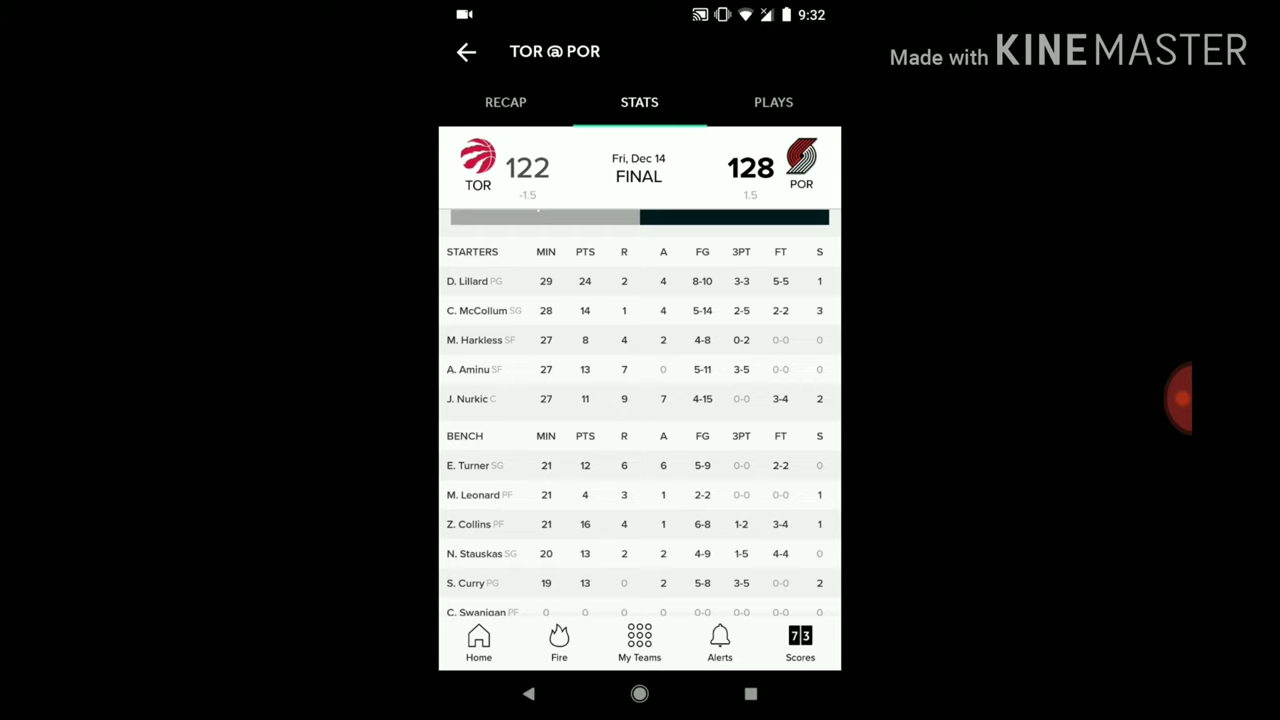 9:32
TOR @ POR
Made with KINEMASTER
RECAP STATS PLAYS
TOR 122 -1.5 Fri, Dec 14 FINAL 128 1.5 POR
STARTERS MIN PTS R A FG 3PT FT S
D. Lillard PG 29 24 2 4 8-10 3-3 5-5 1
C. McCollum SG 28 14 1 4 5-14 2-5 2-2 3
M. Harkless SF 27 8 4 2 4-8 0-2 0-0 0
A. Aminu SF 27 13 7 0 5-11 3-5 0-0 0
J. Nurkic C 27 11 9 7 4-15 0-0 3-4 2
BENCH MIN PTS R A FG 3PT FT S
E. Turner SG 21 12 6 6 5-9 0-0 2-2 0
M. Leonard PF 21 4 3 1 2-2 0-0 0-0 1
Z. Collins PF 21 16 4 1 6-8 1-2 3-4 1
N. Stauskas SG 20 13 2 2 4-9 1-5 4-4 0
S. Curry PG 19 13 0 2 5-8 3-5 0-0 2
C. Swanigan PF 0 0 0 0 0-0 0-0 0-0 0
7 3
Home Fire My Teams Alerts Scores